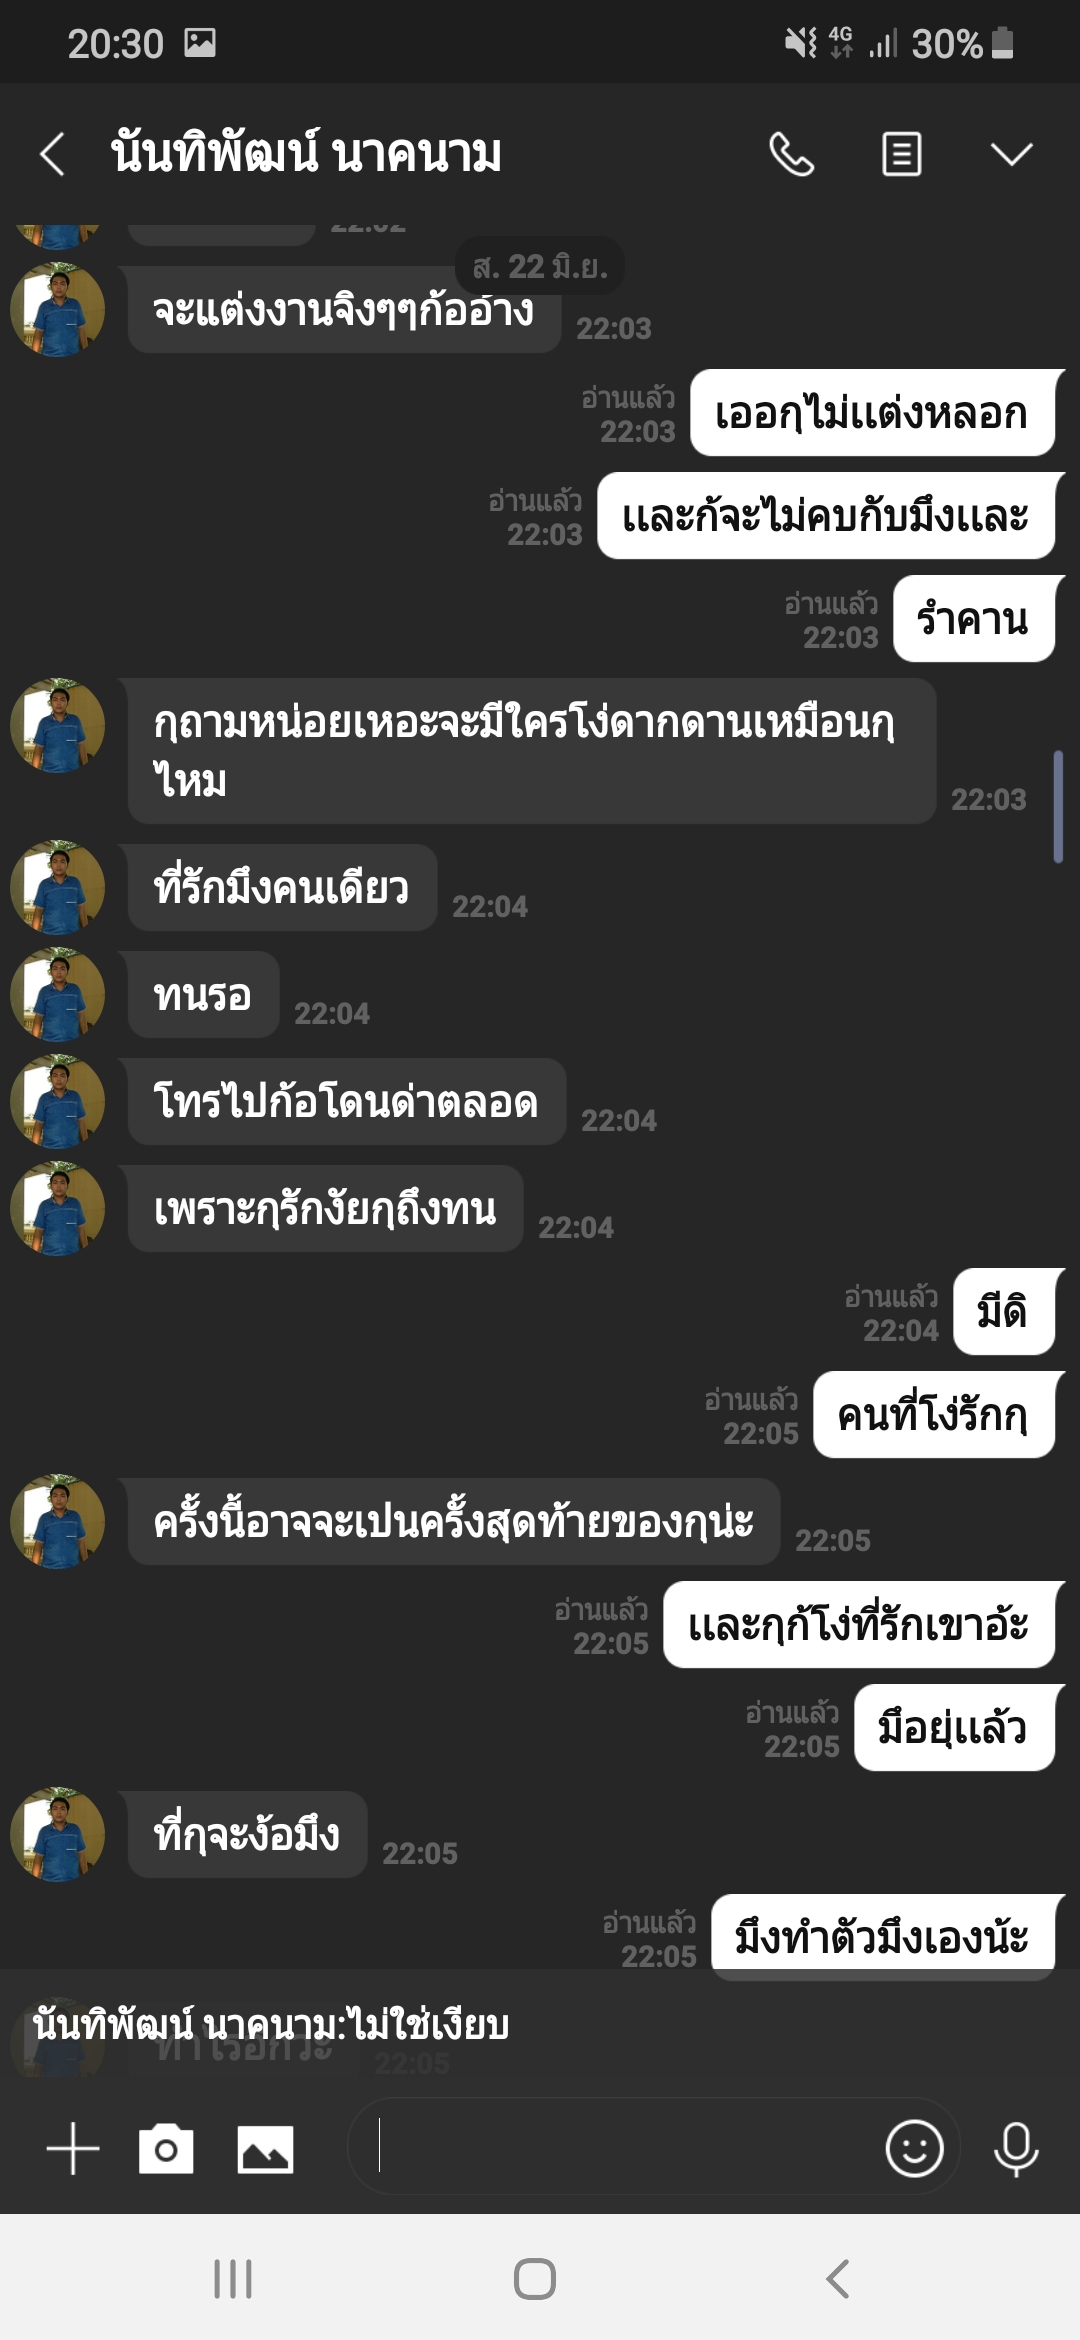 20:30
4G
30%
นันทิพัฒน์ นาคนาม
22:02
ส. 22 มิ.ย.
จะแต่งงานจิงๆๆก้ออ้าง
22:03
อ่านแล้ว
22:03
เออกุไม่แต่งหลอก
อ่านแล้ว
22:03
และก้จะไม่คบกับมึงและ
อ่านแล้ว
22:03
รำคาน
กุถามหน่อยเหอะจะมีใครโง่ดากดานเหมือนกุ
ไหม
22:03
ที่รักมึงคนเดียว
22:04
ทนรอ
22:04
โทรไปก้อโดนด่าตลอด
22:04
เพราะกุรักงัยกุถึงทน
22:04
อ่านแล้ว
22:04
มีดิ
อ่านแล้ว
22:05
คนที่โง่รักกุ
ครั้งนี้อาจจะเปนครั้งสุดท้ายของกุน่ะ
22:05
อ่านแล้ว
22:05
และกุก้โง่ที่รักเขาอ้ะ
อ่านแล้ว
22:05
มีอยุ่แล้ว
ที่กุจะง้อมึง
22:05
อ่านแล้ว
22:05
มึงทำตัวมึงเองน้ะ
นันทิพัฒน์ นาคนาม:ไม่ใช่เงียบ
22:05